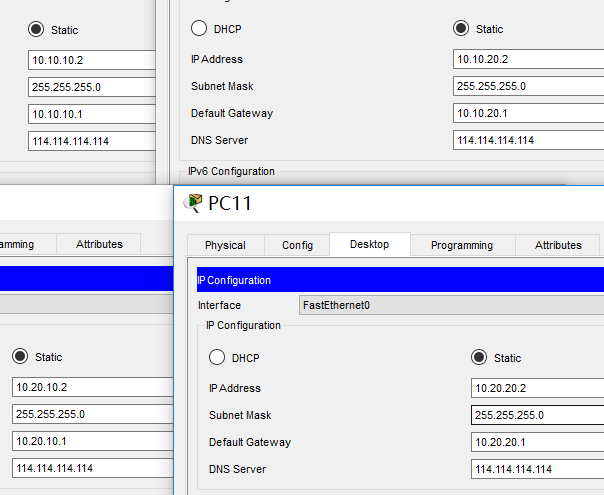 Static
10.10.10.2
255.255.255.0
10.10.10.1
114.114.114.114
DHCP Static
IP Address 10.10.20.2
Subnet Mask 255.255.255.0
Default Gateway 10.10.20.1
DNS Server 114.114.114.114
IPv6 Configuration
amming Attributes
Static
10.20.10.2
255.255.255.0
10.20.10.1
114.114.114.114
PC11
Physical Config Desktop Programming Attributes
IP Configuration
Interface FastEthernet0
IP Configuration
DHCP Static
IP Address 10.20.20.2
Subnet Mask 255.255.255.0
Default Gateway 10.20.20.1
DNS Server 114.114.114.114